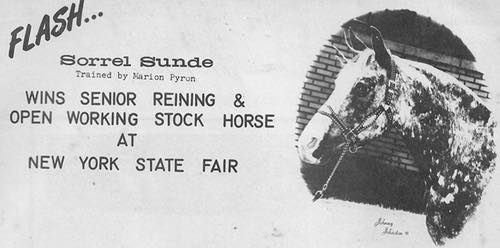 FLASH...
Sorrel Sunde
Trained by Marion Pyron
WINS SENIOR REINING &
OPEN WORKING STOCK HORSE
AT
NEW YORK STATE FAIR
Johnny
Johnston